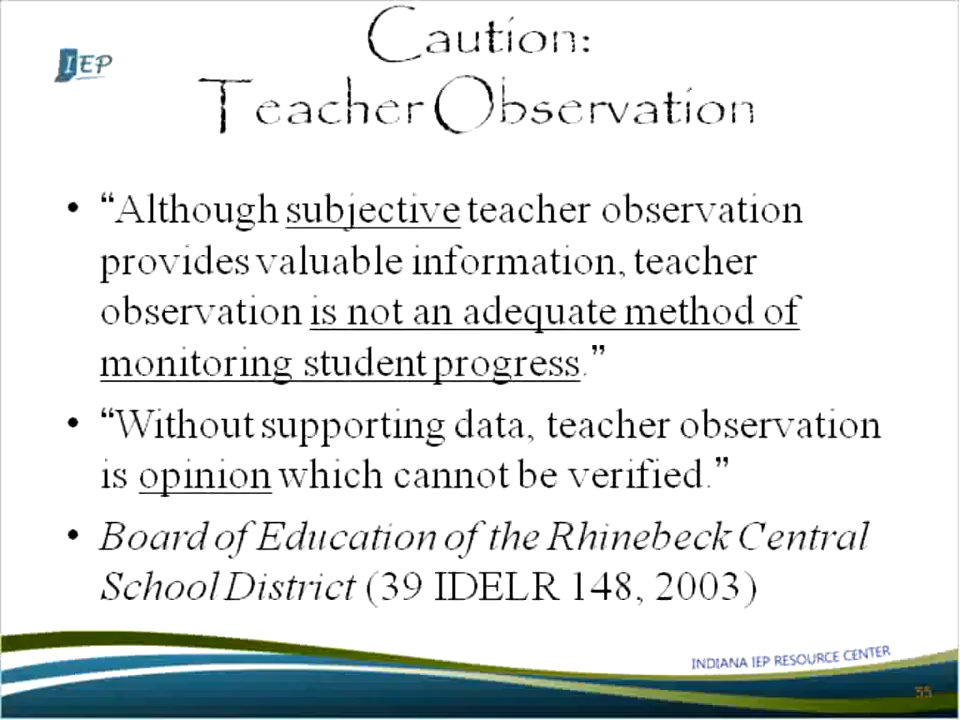 Caution:
IEP
Teacher Observation
• “Although subjective teacher observation
provides valuable information, teacher
observation is not an adequate method of
monitoring student progress.”
• “Without supporting data, teacher observation
is opinion which cannot be verified.”
• Board of Education of the Rhinebeck Central
School District (39 IDELR 148, 2003)
INDIANA IEP RESOURCE CENTER
55